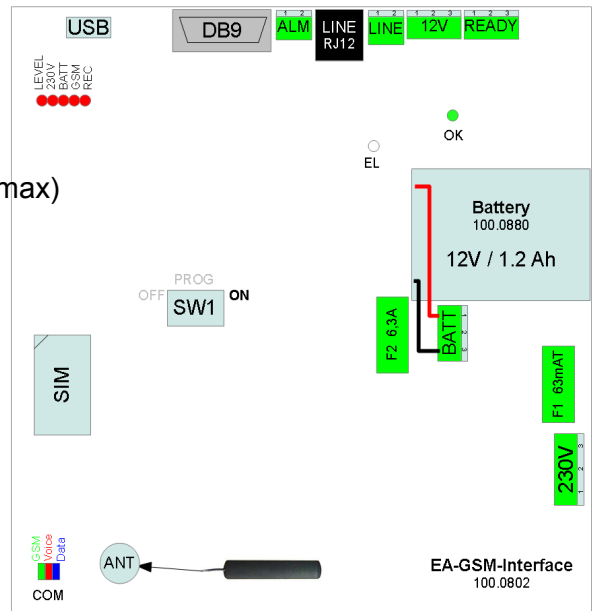 USB
DB9
1 2
ALM
LINE
RJ12
1 2
LINE
1 2 3
12V
1 2 3
READY
LEVEL
230V
BATT
GSM
REC
OK
EL
max)
Battery
100.0880
12V / 1.2 Ah
PROG
OFF
SW1
ON
F2 6,3A
BATT
1 2 3
SIM
F1 63mAT
230V
1 2 3
GSM
Voice
Data
COM
ANT
EA-GSM-Interface
100.0802